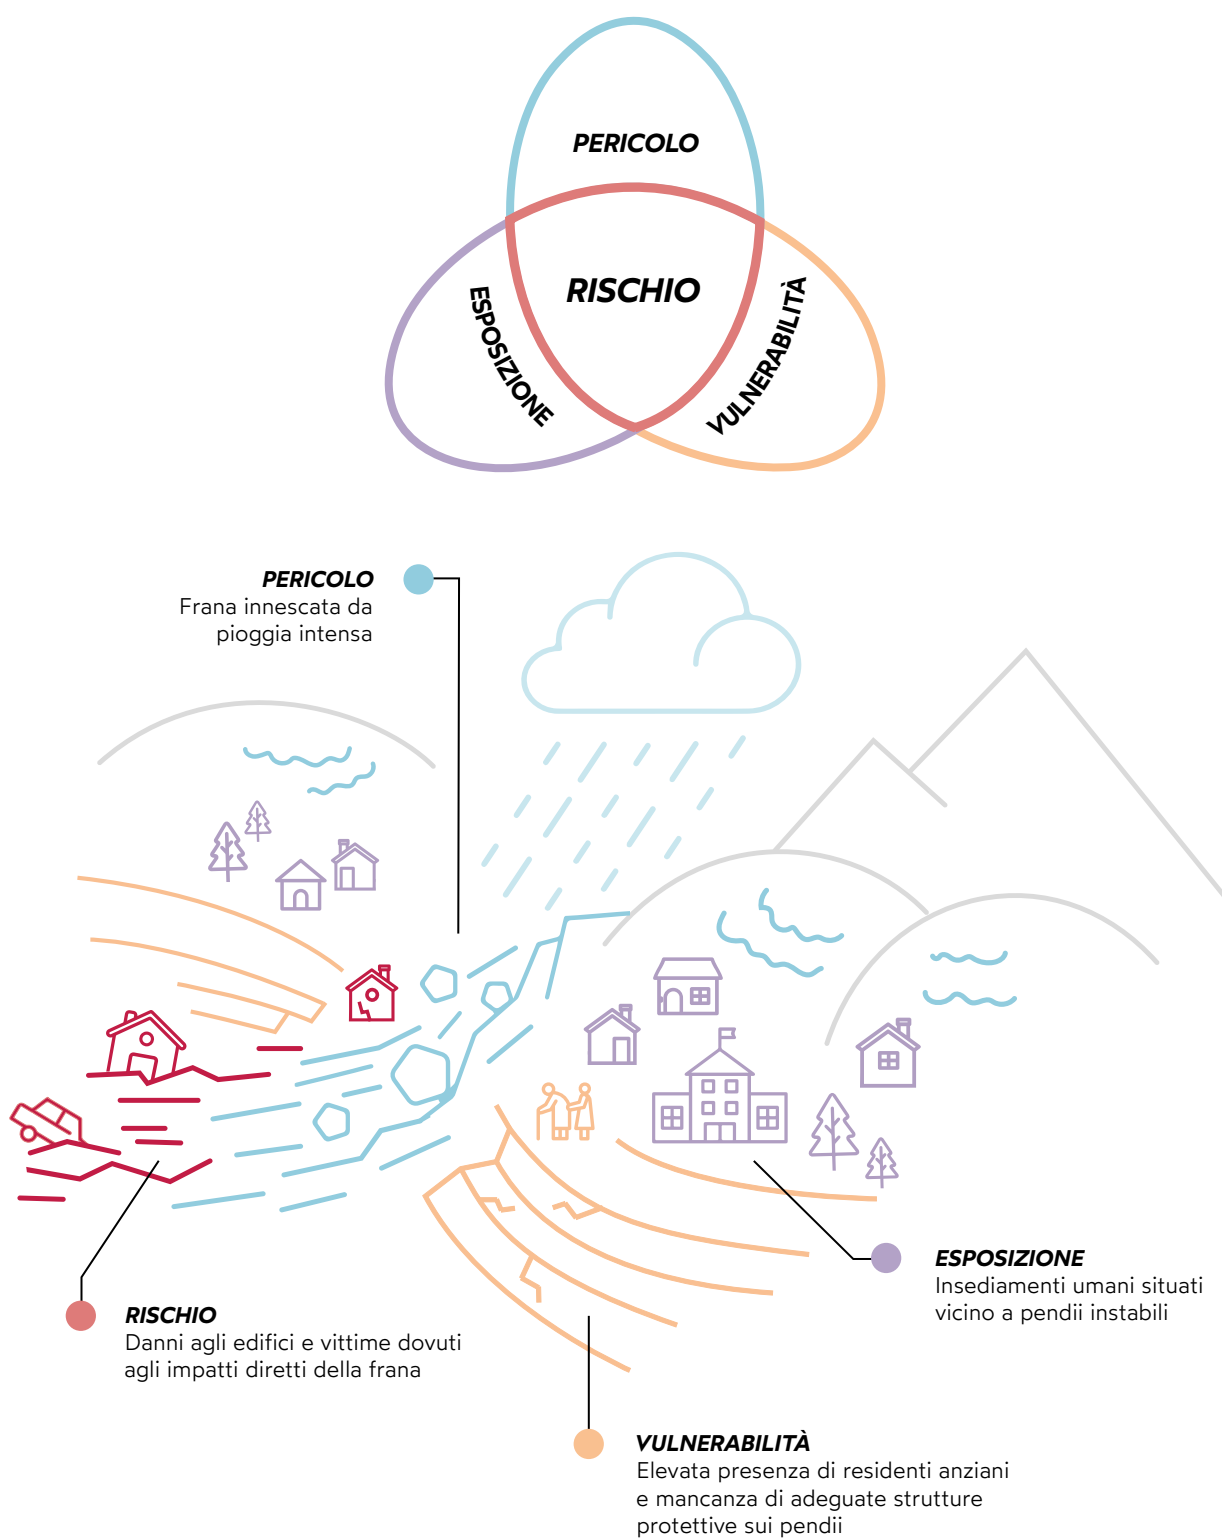 PERICOLO
RISCHIO
ESPOSIZIONE
VULNERABILITÀ
PERICOLO
Frana innescata da
pioggia intensa
ESPOSIZIONE
Insediamenti umani situati
vicino a pendii instabili
RISCHIO
Danni agli edifici e vittime dovuti
agli impatti diretti della frana
VULNERABILITÀ
Elevata presenza di residenti anziani
e mancanza di adeguate strutture
protettive sui pendii